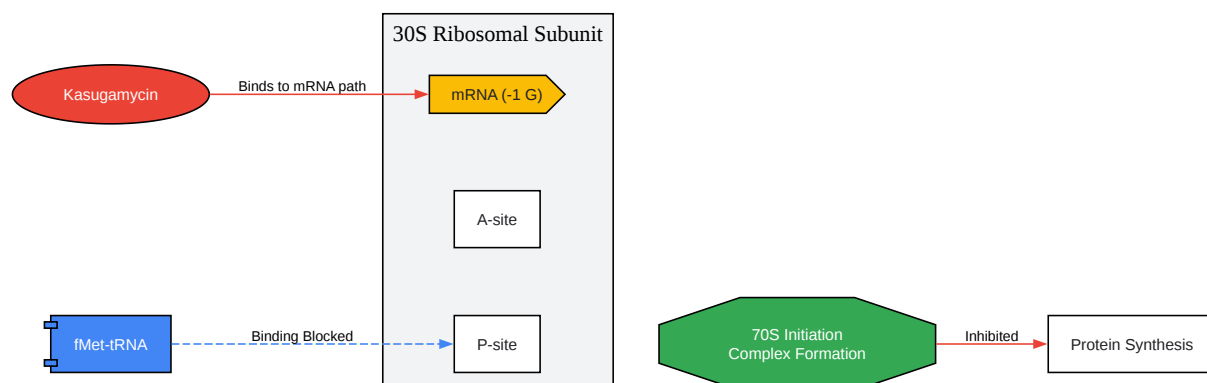 30S Ribosomal Subunit
Kasugamycin
Binds to mRNA path
mRNA (-1 G)
A-site
fMet-tRNA
Binding Blocked
P-site
70S Initiation
Complex Formation
Inhibited
Protein Synthesis